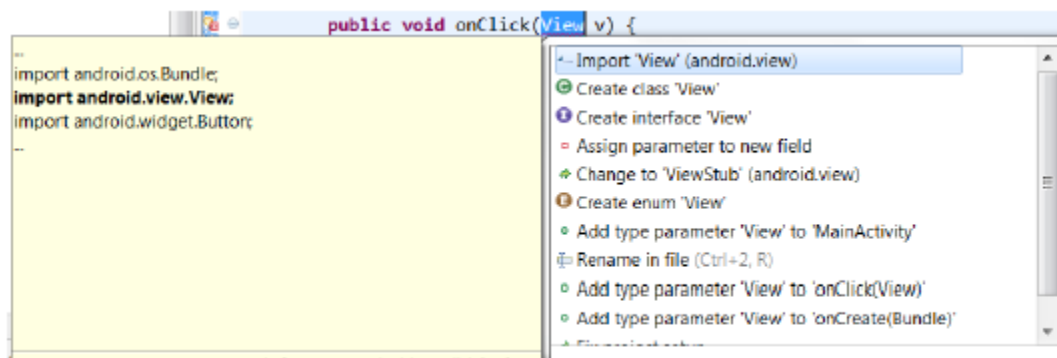 public void onClick(View v) {
...
import android.os.Bundle;
import android.view.View;
import android.widget.Button;
...
Import 'View' (android.view)
Create class 'View'
Create interface 'View'
Assign parameter to new field
Change to 'ViewStub' (android.view)
Create enum 'View'
Add type parameter 'View' to 'MainActivity'
Rename in file (Ctrl+2, R)
Add type parameter 'View' to 'onClick(View)'
Add type parameter 'View' to 'onCreate(Bundle)'
Fix project setup